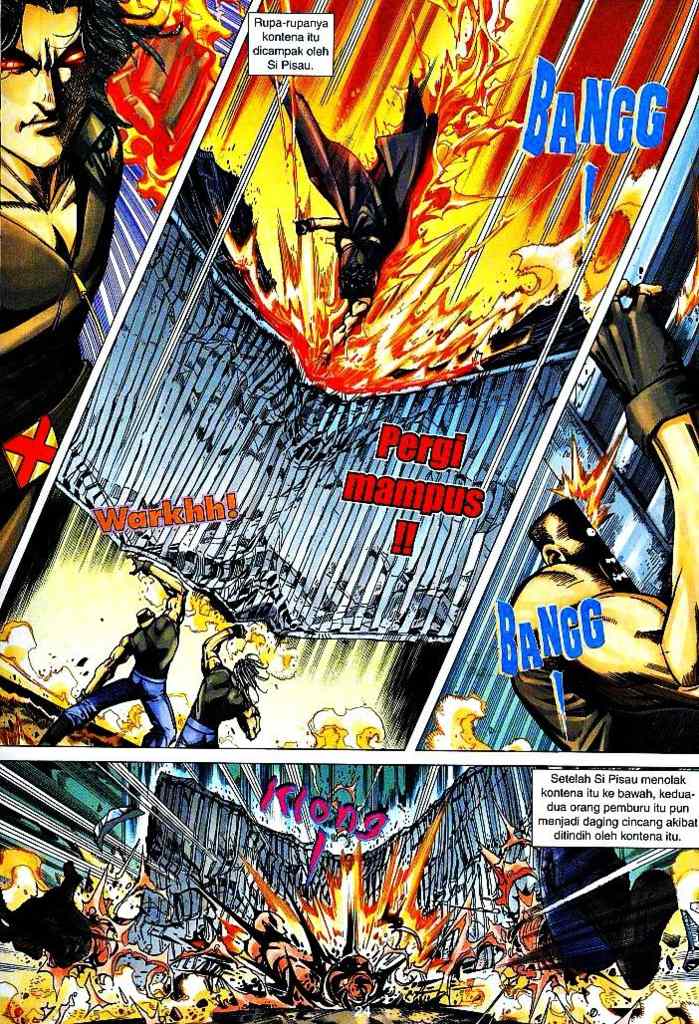 Rupa-rupanya
kontena itu
dicampak oleh
Si Pisau.
BANGG
!
Pergi
mampus
!!
Warkhh!
BANGG
!
Klong
!
Setelah Si Pisau menolak
kontena itu ke bawah, kedua-
dua orang pemburu itu pun
menjadi daging cincang akibat
ditindih oleh kontena itu.
24